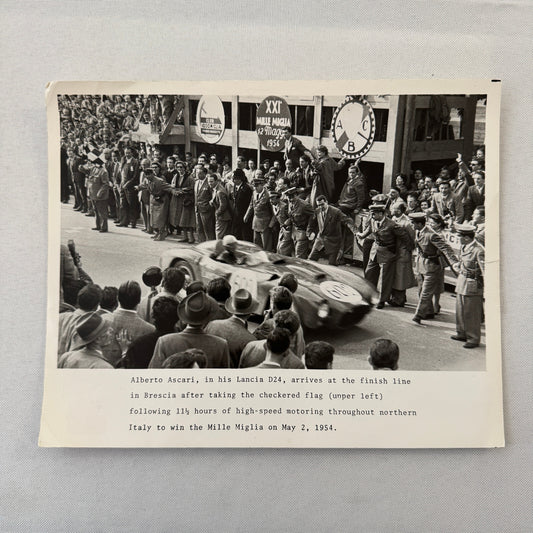 XXI
MILLE MIGLIA
12 Maggio
1954
A
C
B
Alberto Ascari, in his Lancia D24, arrives at the finish line
in Brescia after taking the checkered flag (unper left)
following 11½ hours of high-speed motoring throughout northern
Italy to win the Mille Miglia on May 2, 1954.